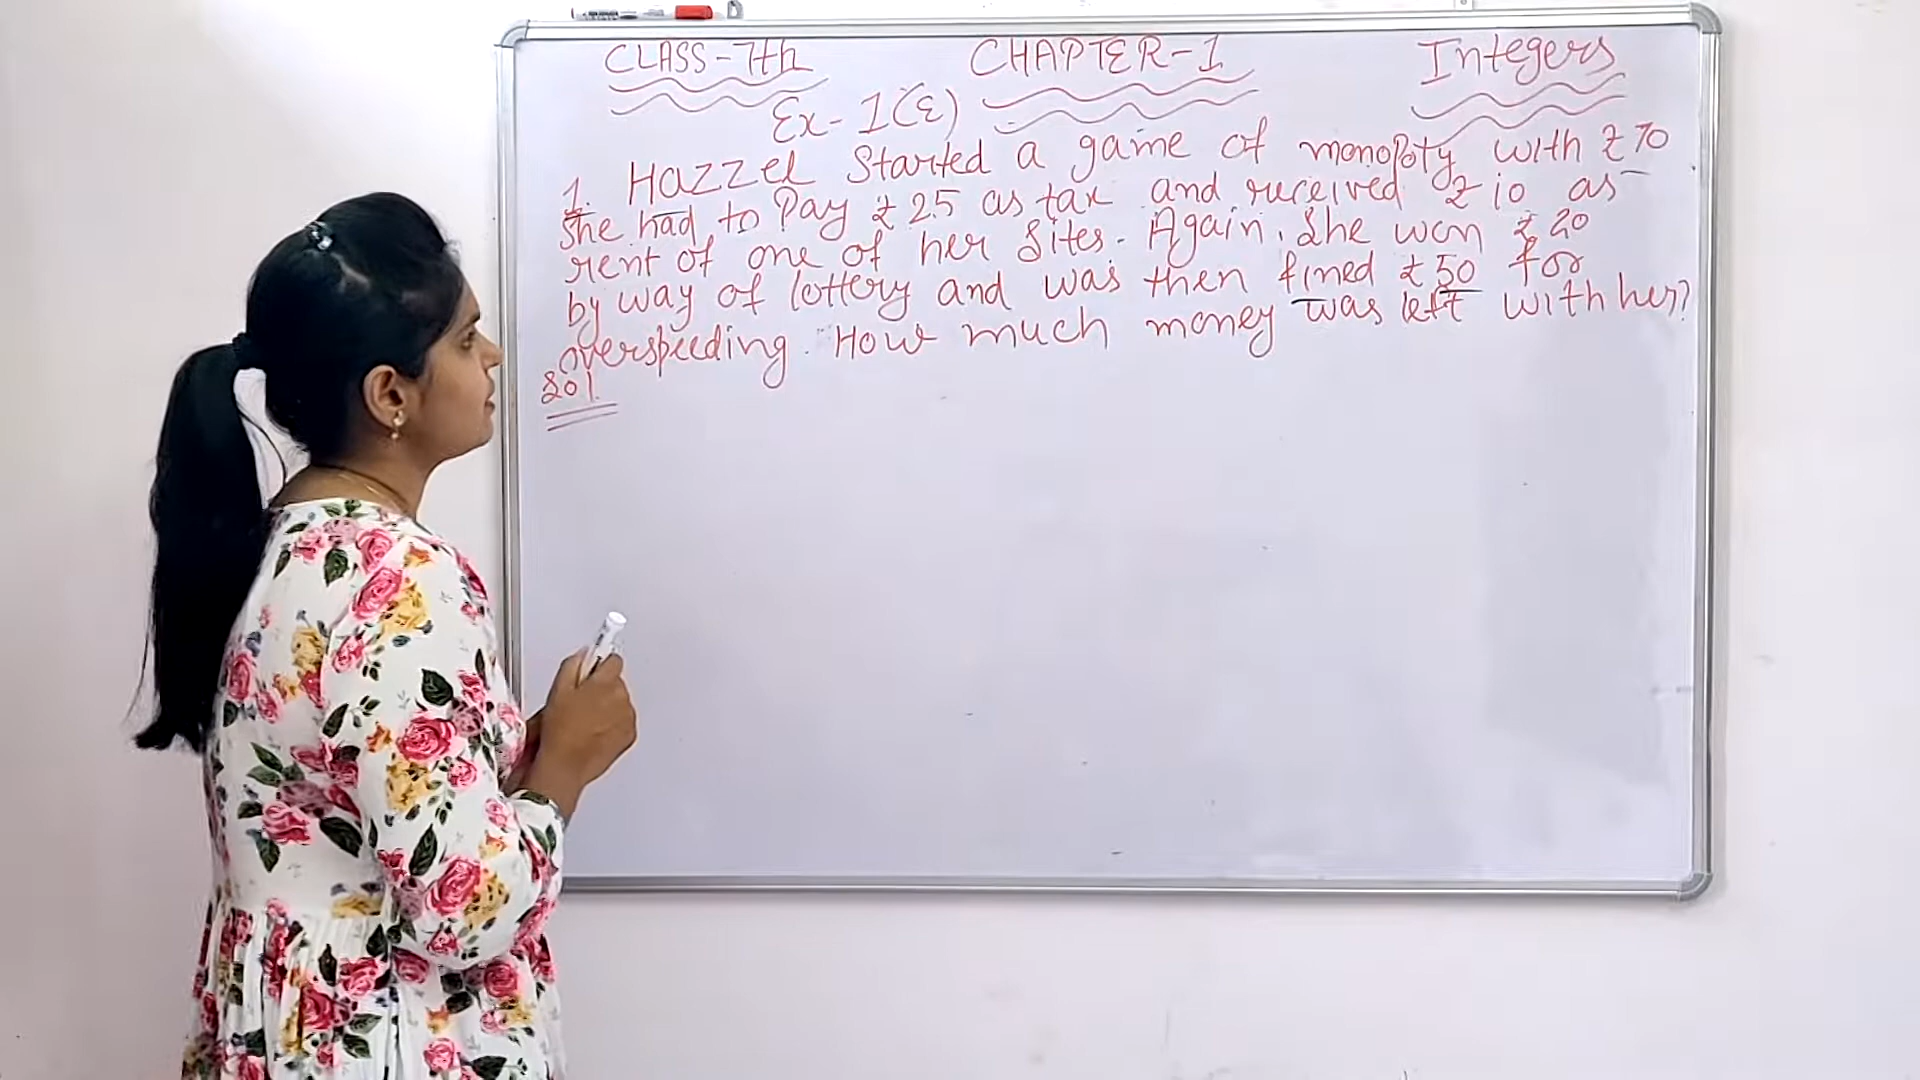 CLASS-7th CHAPTER-1 Integers
Ex-1(E)
1. Hazzel Started a game of monopoty with ₹70
She had to Pay ₹25 as tax and received ₹10 as
rent of one of her Sites. Again, She won ₹20
by way of lottery and was then fined ₹50 for
overspeeding. How much money was left with her?
Sol.